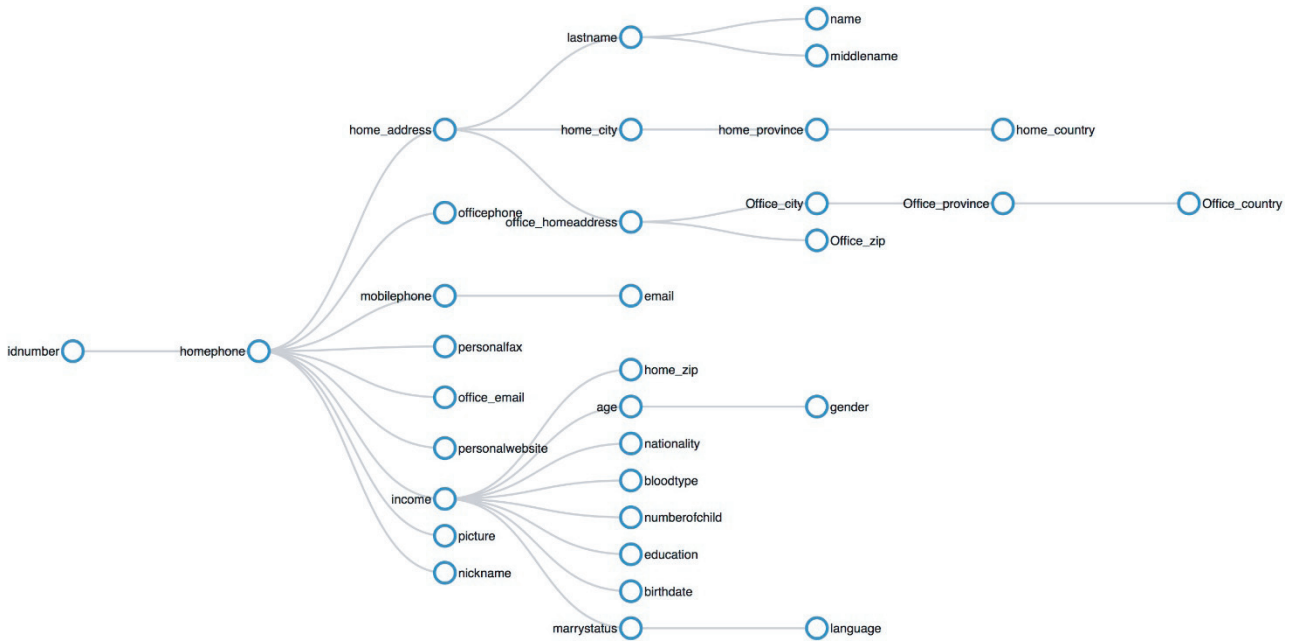 name
lastname
middlename
home_address
home_city
home_province
home_country
officephone
office_homeaddress
Office_city
Office_province
Office_country
Office_zip
mobilephone
email
idnumber
homephone
personalfax
home_zip
office_email
age
gender
personalwebsite
nationality
income
bloodtype
numberofchild
picture
education
nickname
birthdate
marrystatus
language